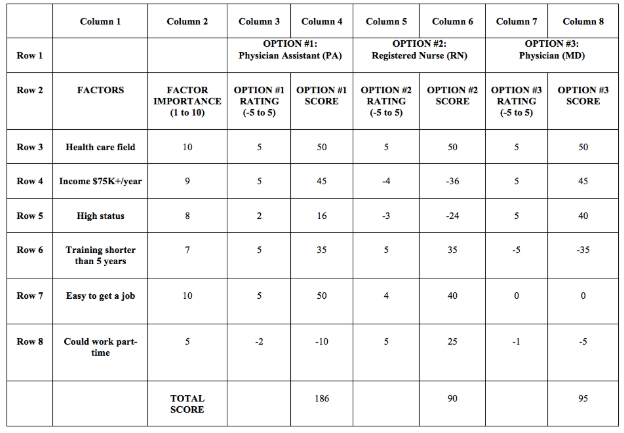 Column 1 Column 2 Column 3 Column 4 Column 5 Column 6 Column 7 Column 8
Row 1 OPTION #1: Physician Assistant (PA) OPTION #2: Registered Nurse (RN) OPTION #3: Physician (MD)
Row 2 FACTORS FACTOR IMPORTANCE (1 to 10) OPTION #1 RATING (-5 to 5) OPTION #1 SCORE OPTION #2 RATING (-5 to 5) OPTION #2 SCORE OPTION #3 RATING (-5 to 5) OPTION #3 SCORE
Row 3 Health care field 10 5 50 5 50 5 50
Row 4 Income $75K+/year 9 5 45 -4 -36 5 45
Row 5 High status 8 2 16 -3 -24 5 40
Row 6 Training shorter than 5 years 7 5 35 5 35 -5 -35
Row 7 Easy to get a job 10 5 50 4 40 0 0
Row 8 Could work part-time 5 -2 -10 5 25 -1 -5
TOTAL SCORE 186 90 95